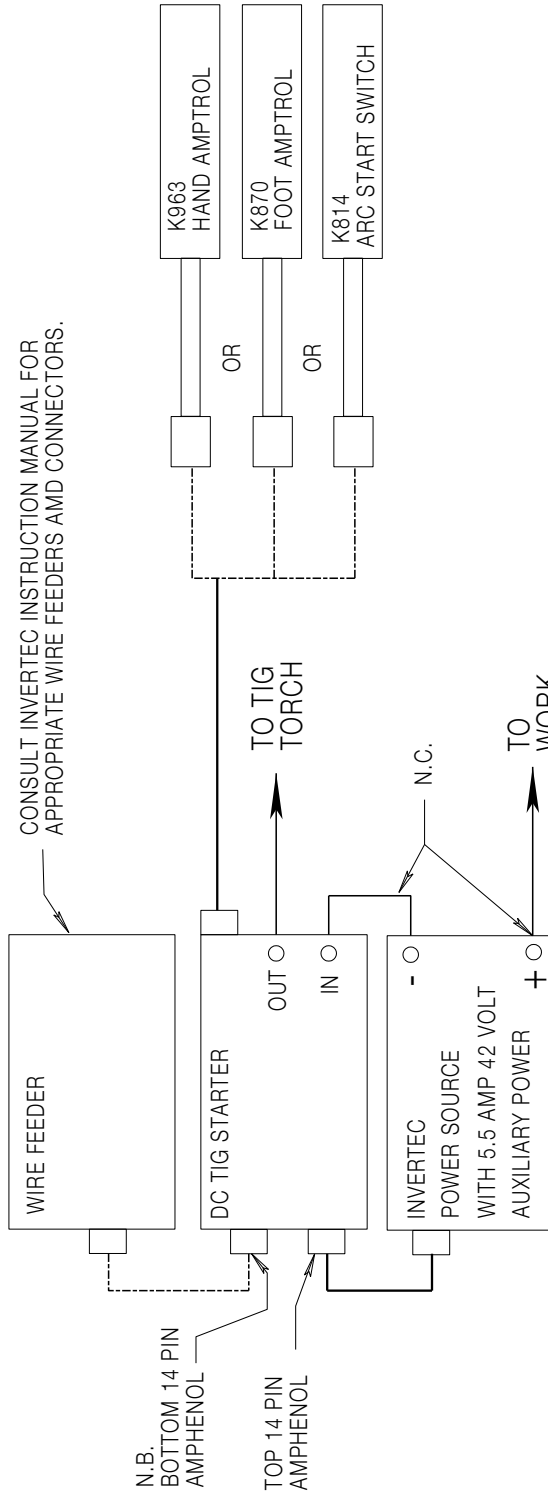 CONSULT INVERTEC INSTRUCTION MANUAL FOR
APPROPRIATE WIRE FEEDERS AMD CONNECTORS.
WIRE FEEDER
N.B.
BOTTOM 14 PIN
AMPHENOL
TOP 14 PIN
AMPHENOL
DC TIG STARTER
OUT
IN
TO TIG
TORCH
K963
HAND AMPTROL
OR
K870
FOOT AMPTROL
OR
K814
ARC START SWITCH
N.C.
INVERTEC
POWER SOURCE
WITH 5.5 AMP 42 VOLT
AUXILIARY POWER
-
+
TO
WORK